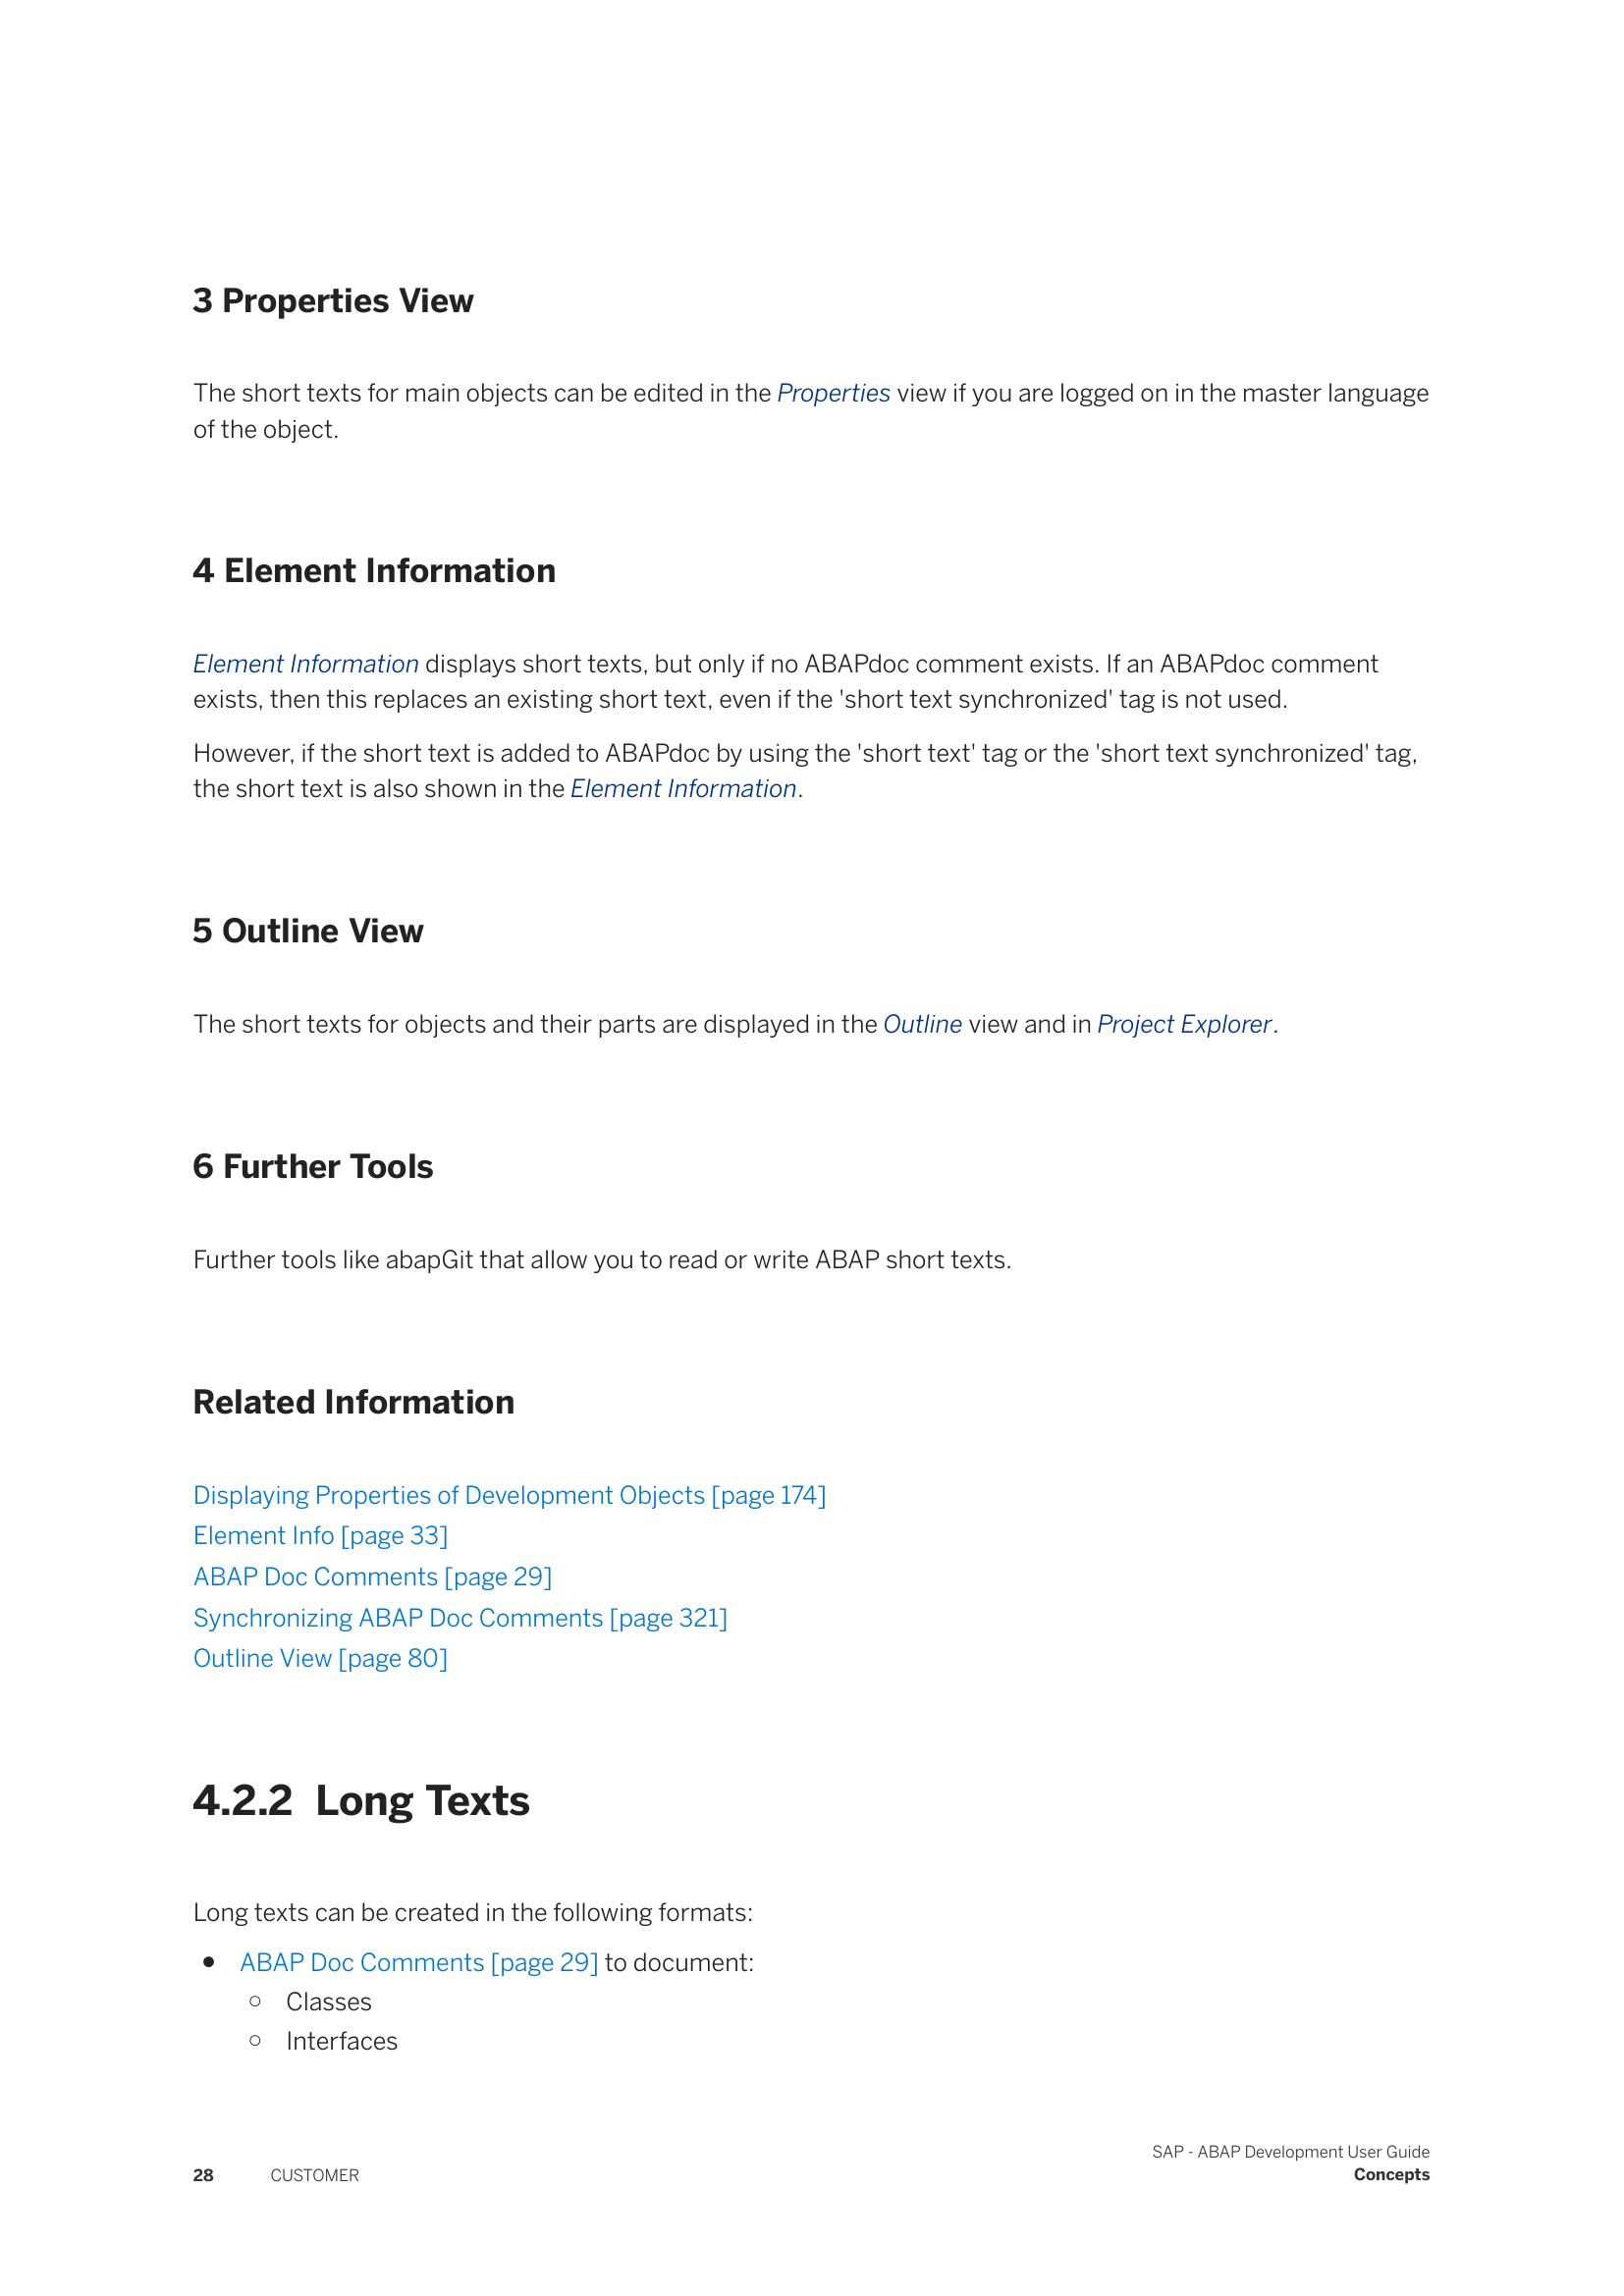 3 Properties View
The short texts for main objects can be edited in the Properties view if you are logged on in the master language
of the object.
4 Element Information
Element Information displays short texts, but only if no ABAPdoc comment exists. If an ABAPdoc comment
exists, then this replaces an existing short text, even if the 'short text synchronized' tag is not used.
However, if the short text is added to ABAPdoc by using the 'short text' tag or the 'short text synchronized' tag,
the short text is also shown in the Element Information.
5 Outline View
The short texts for objects and their parts are displayed in the Outline view and in Project Explorer.
6 Further Tools
Further tools like abapGit that allow you to read or write ABAP short texts.
Related Information
Displaying Properties of Development Objects [page 174]
Element Info [page 33]
ABAP Doc Comments [page 29]
Synchronizing ABAP Doc Comments [page 321]
Outline View [page 80]
4.2.2 Long Texts
Long texts can be created in the following formats:
● ABAP Doc Comments [page 29] to document:
○ Classes
○ Interfaces
SAP - ABAP Development User Guide
28 CUSTOMER Concepts